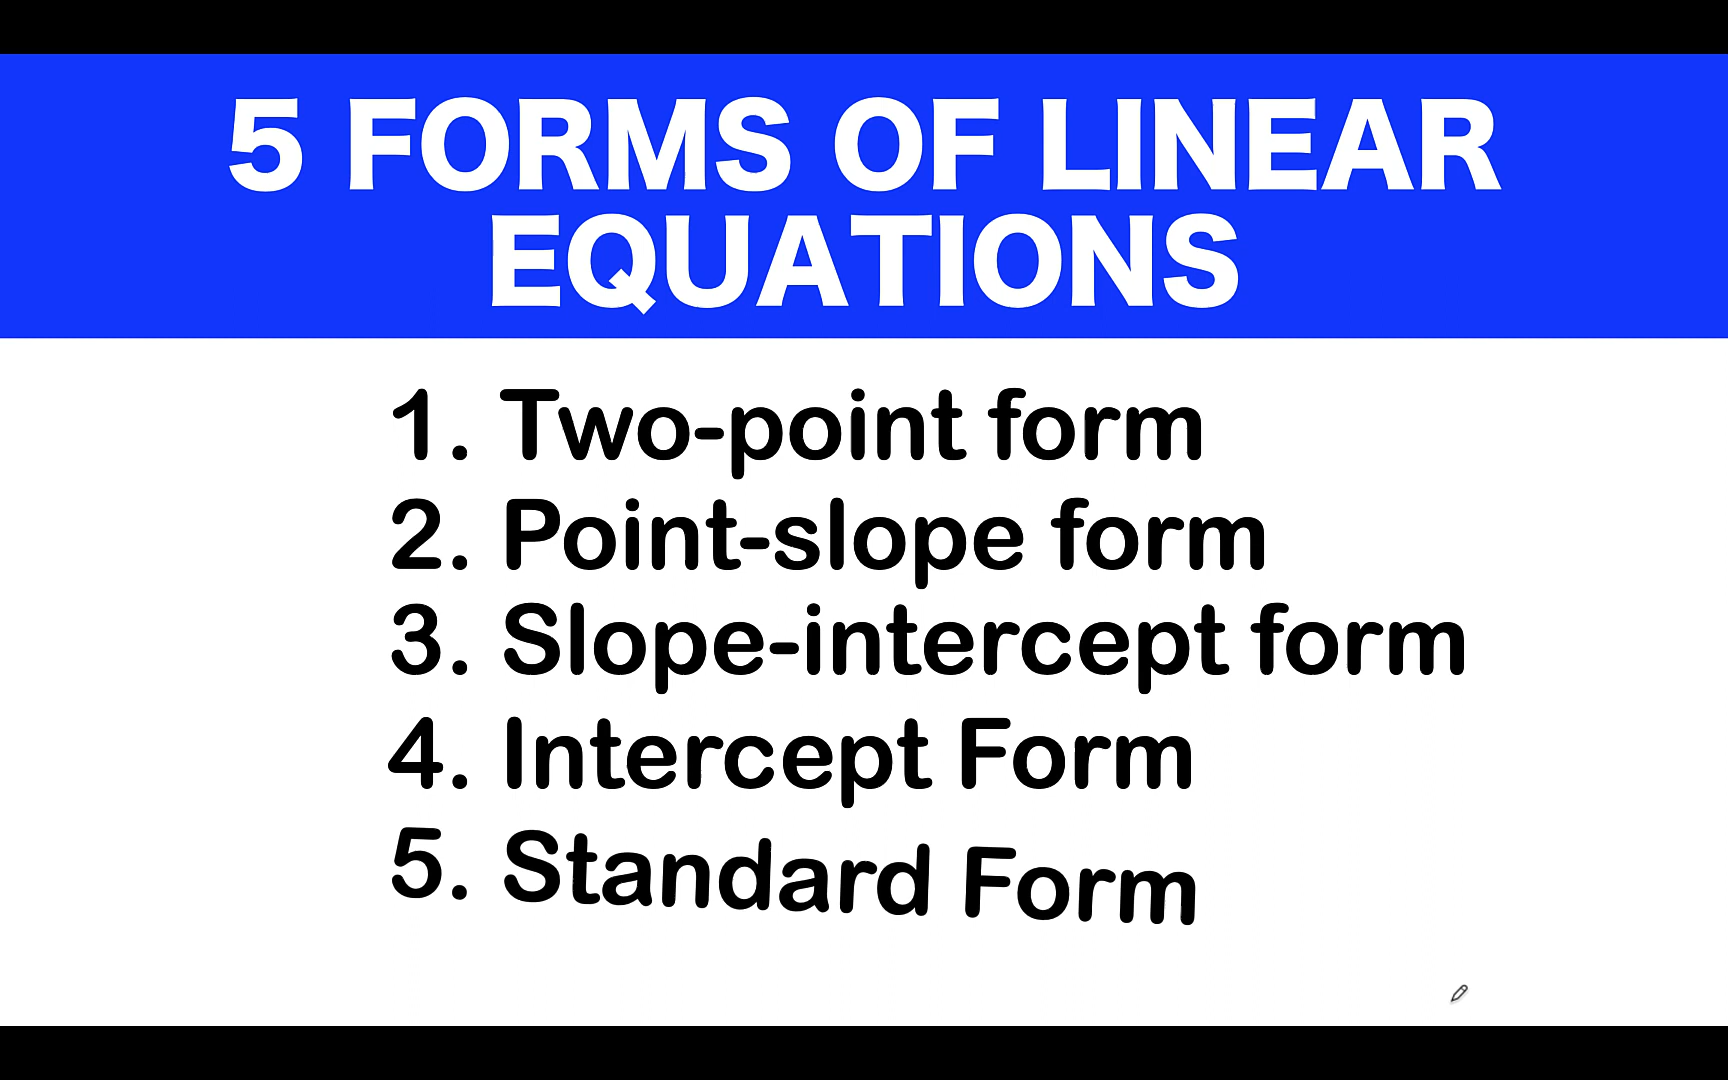 5 FORMS OF LINEAR
EQUATIONS
1. Two-point form
2. Point-slope form
3. Slope-intercept form
4. Intercept Form
5. Standard Form